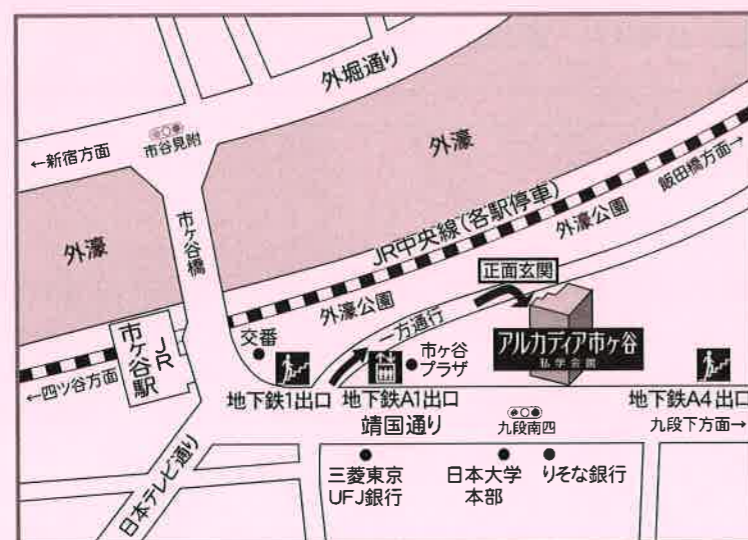 外堀通り
←新宿方面
市谷見附
外濠
飯田橋方面→
市ヶ谷橋
外濠
JR中央線(各駅停車)
外濠公園
正面玄関
外濠公園
一方通行
交番
アルカディア市ヶ谷
私学会館
JR
市ヶ谷駅
市ヶ谷
プラザ
←四ツ谷方面
地下鉄1出口
地下鉄A1出口
地下鉄A4出口
靖国通り
九段南四
九段下方面→
日本テレビ通り
三菱東京
UFJ銀行
日本大学
本部
りそな銀行